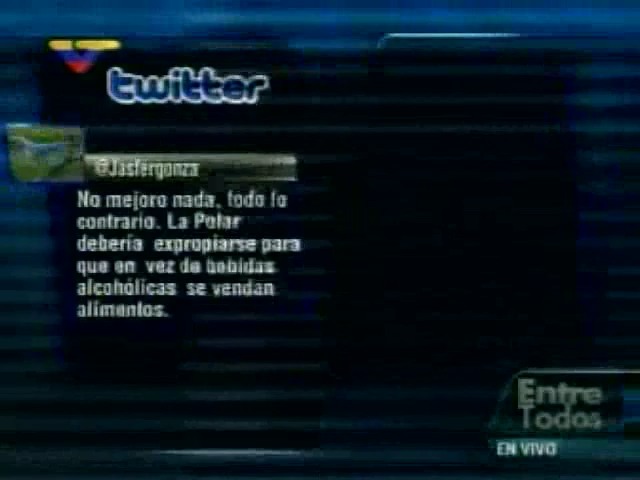 twitter
@Jasfergonza
No mejoro nada, todo lo
contrario. La Polar
debería expropiarse para
que en vez de bebidas
alcohólicas se vendan
alimentos.
Entre
Todos
EN VIVO